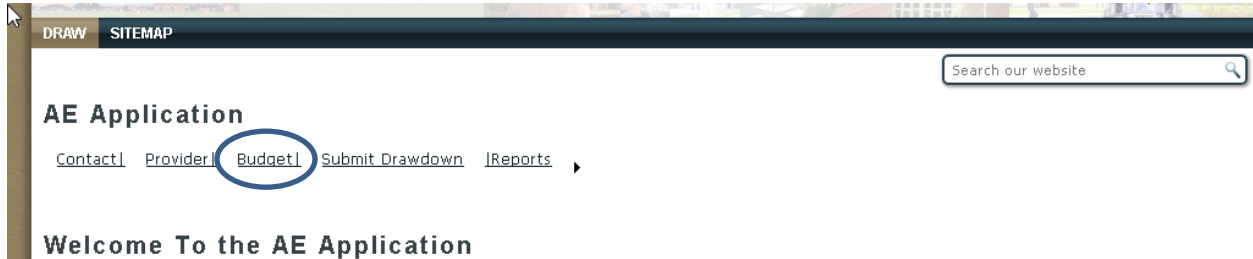 DRAW SITEMAP
Search our website
AE Application
Contact| Provider| Budget| Submit Drawdown |Reports
Welcome To the AE Application